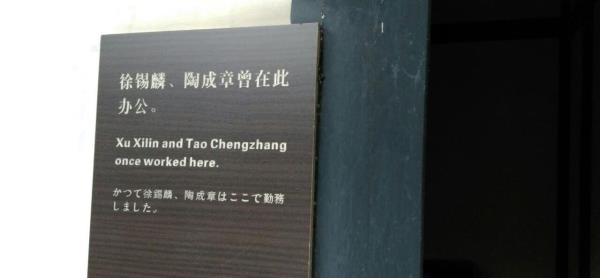 徐锡麟、陶成章曾在此
办公。
Xu Xilin and Tao Chengzhang
once worked here.
かつて徐錫麟、陶成章はここで勤務
しました。